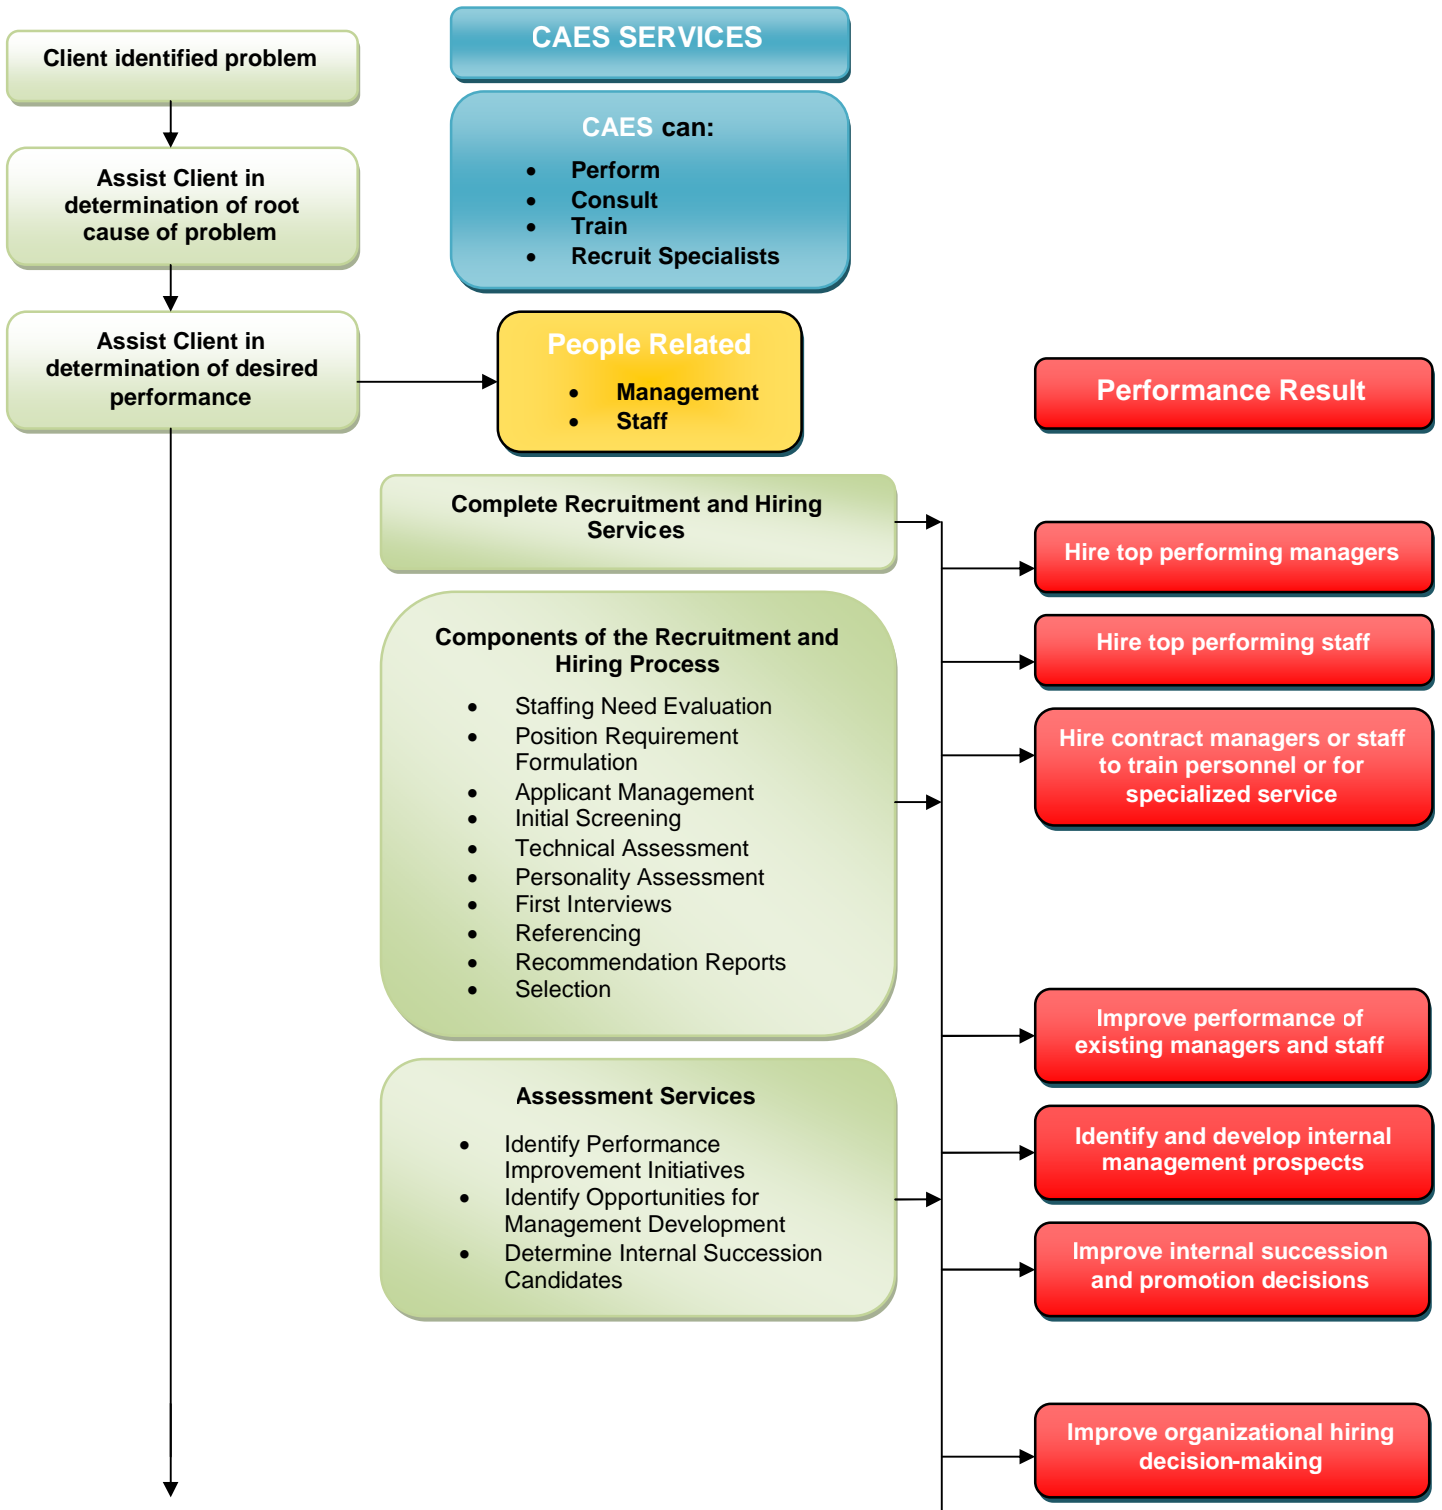 Client identified problem
Assist Client in
determination of root
cause of problem
Assist Client in
determination of desired
performance
CAES SERVICES
CAES can:
• Perform
• Consult
• Train
• Recruit Specialists
People Related
• Management
• Staff
Complete Recruitment and Hiring
Services
Components of the Recruitment and
Hiring Process
• Staffing Need Evaluation
• Position Requirement
Formulation
• Applicant Management
• Initial Screening
• Technical Assessment
• Personality Assessment
• First Interviews
• Referencing
• Recommendation Reports
• Selection
Assessment Services
• Identify Performance
Improvement Initiatives
• Identify Opportunities for
Management Development
• Determine Internal Succession
Candidates
Performance Result
Hire top performing managers
Hire top performing staff
Hire contract managers or staff
to train personnel or for
specialized service
Improve performance of
existing managers and staff
Identify and develop internal
management prospects
Improve internal succession
and promotion decisions
Improve organizational hiring
decision-making